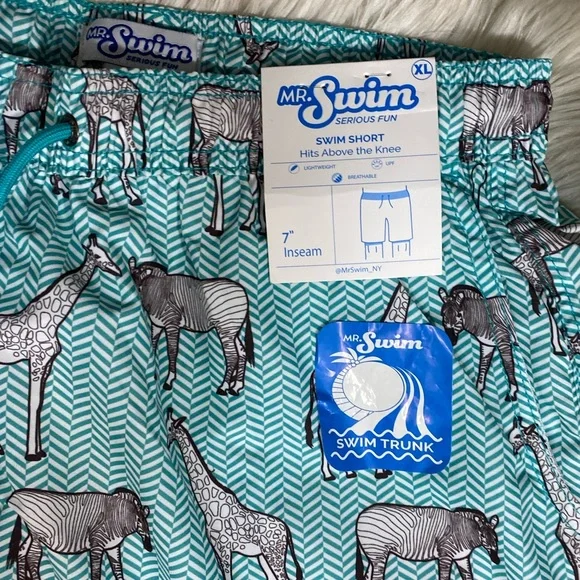 MR. Swim
SERIOUS FUN
XL
MR. Swim
SERIOUS FUN
SWIM SHORT
Hits Above the Knee
LIGHTWEIGHT
UPF
BREATHABLE
7"
Inseam
@MrSwim_NY
MR. Swim
SWIM TRUNK